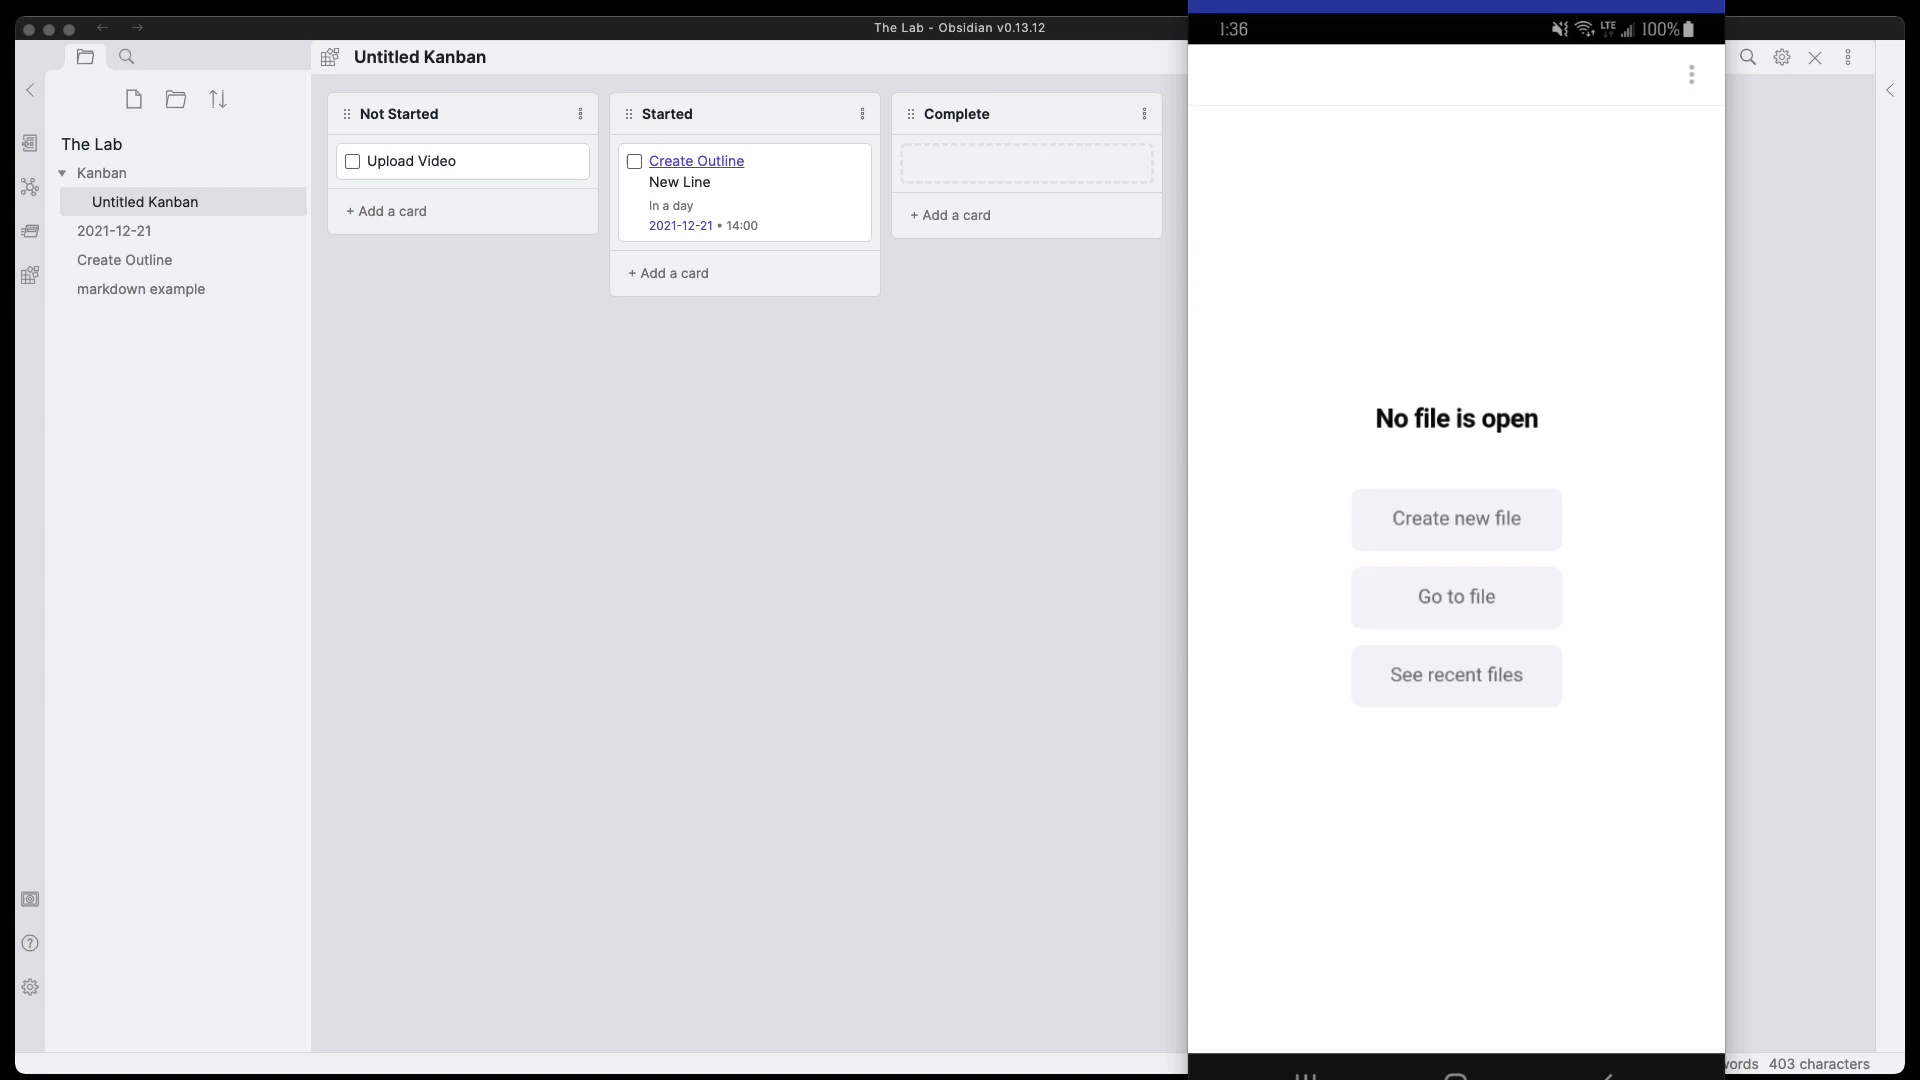 The Lab - Obsidian v0.13.12
1:36
LTE
100%
Untitled Kanban
The Lab
Kanban
Untitled Kanban
2021-12-21
Create Outline
markdown example
Not Started
Upload Video
+ Add a card
Started
Create Outline
New Line
In a day
2021-12-21 • 14:00
+ Add a card
Complete
+ Add a card
No file is open
Create new file
Go to file
See recent files
403 characters